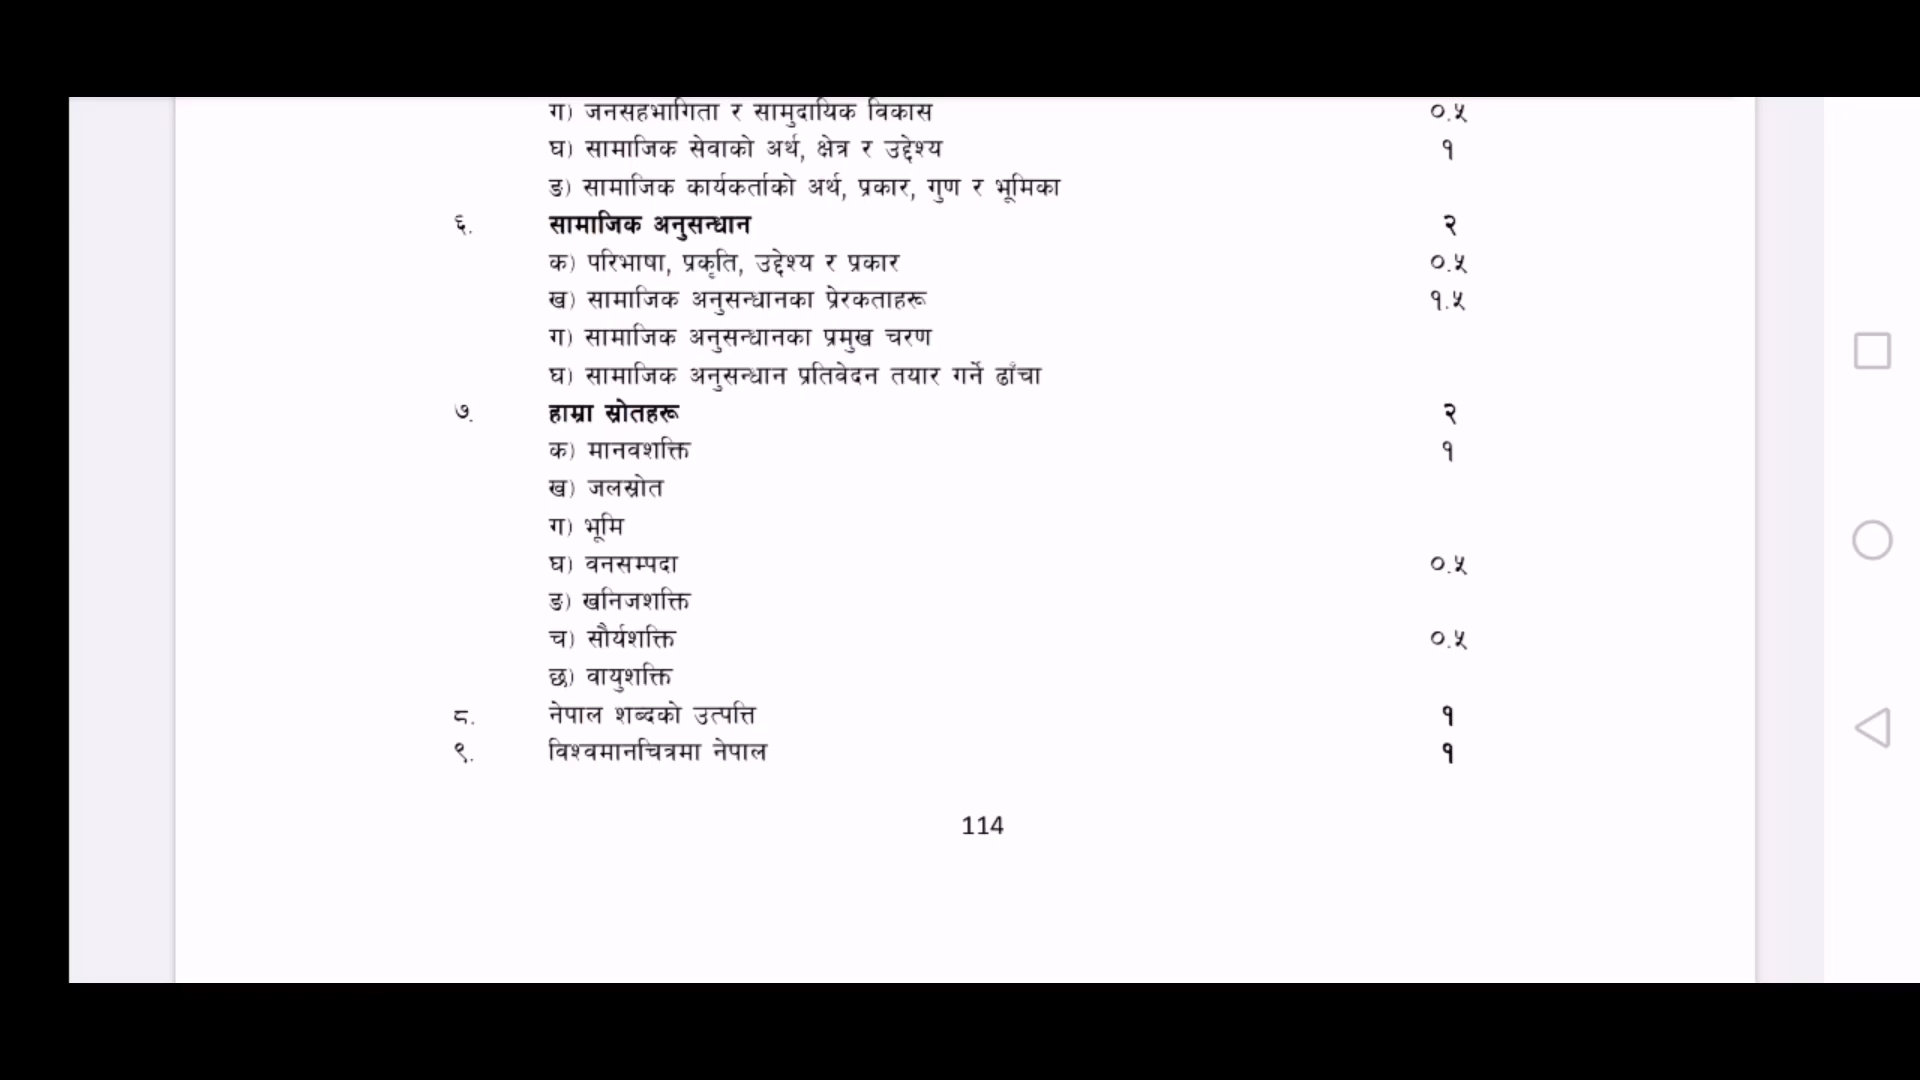 ग) जनसहभागिता र सामुदायिक विकास ०.५
घ) सामाजिक सेवाको अर्थ, क्षेत्र र उद्देश्य १
ङ) सामाजिक कार्यकर्ताको अर्थ, प्रकार, गुण र भूमिका
६. सामाजिक अनुसन्धान २
क) परिभाषा, प्रकृति, उद्देश्य र प्रकार ०.५
ख) सामाजिक अनुसन्धानका प्रेरकताहरू १.५
ग) सामाजिक अनुसन्धानका प्रमुख चरण
घ) सामाजिक अनुसन्धान प्रतिवेदन तयार गर्ने ढाँचा
७. हाम्रा स्रोतहरू २
क) मानवशक्ति १
ख) जलस्रोत
ग) भूमि
घ) वनसम्पदा ०.५
ङ) खनिजशक्ति
च) सौर्यशक्ति ०.५
छ) वायुशक्ति
८. नेपाल शब्दको उत्पत्ति १
९. विश्वमानचित्रमा नेपाल १
114